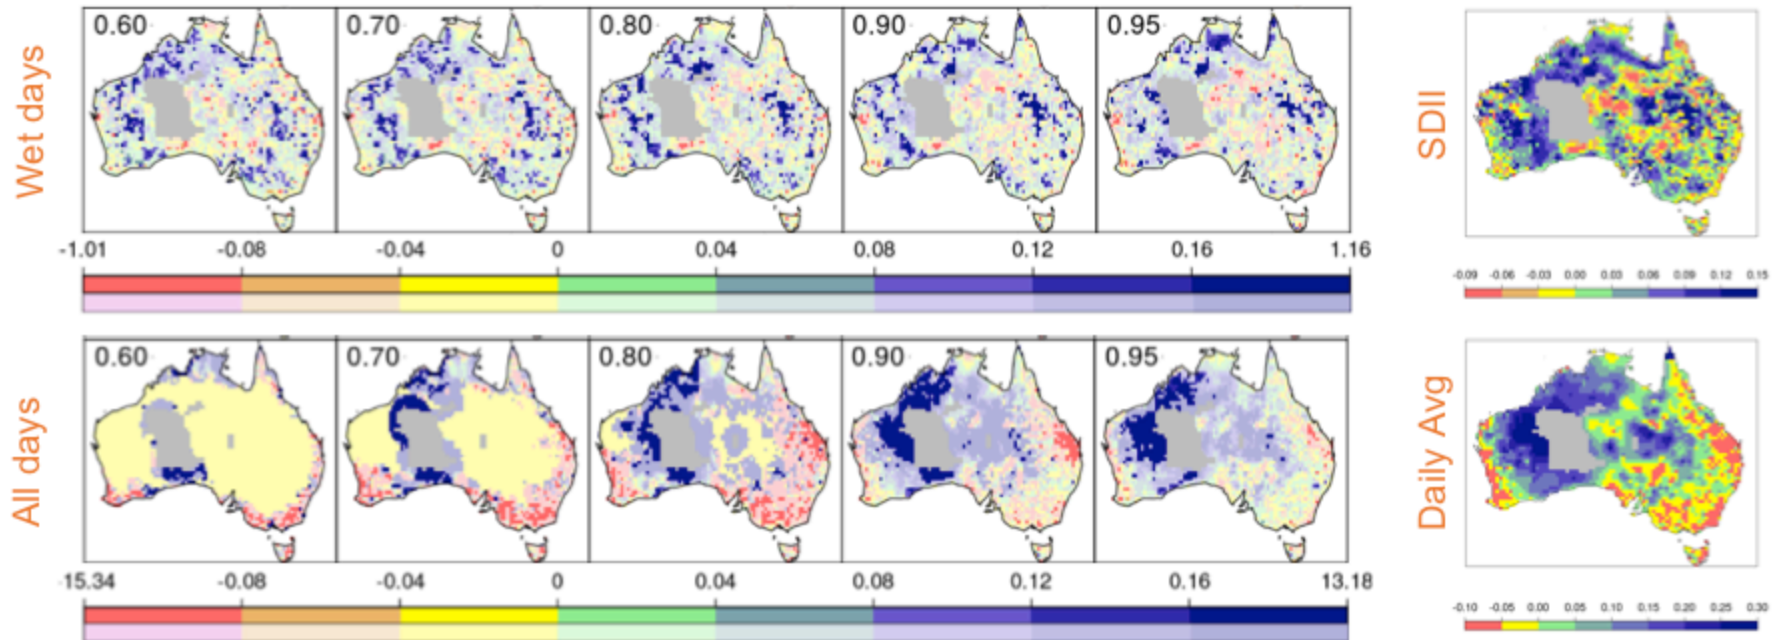 Wet days
0.60 0.70 0.80 0.90 0.95
-1.01 -0.08 -0.04 0 0.04 0.08 0.12 0.16 1.16
SDII
-0.09 -0.06 -0.03 0.00 0.03 0.06 0.09 0.12 0.15
All days
0.60 0.70 0.80 0.90 0.95
15.34 -0.08 -0.04 0 0.04 0.08 0.12 0.16 13.18
Daily Avg
-0.10 -0.05 0.00 0.05 0.10 0.15 0.20 0.25 0.30